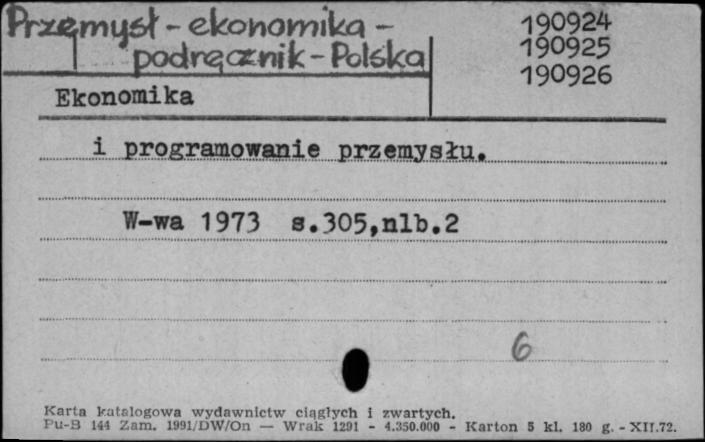 Przemysł - ekonomika -
podręcznik - Polska
190924
190925
190926
Ekonomika
i programowanie przemysłu.
W-wa 1973 s.305,nlb.2
6
Karta katalogowa wydawnictw ciągłych i zwartych.
Pu-B 144 Zam. 1991/DW/On — Wrak 1291 - 4.350.000 - Karton 5 kl. 180 g. - XII.72.